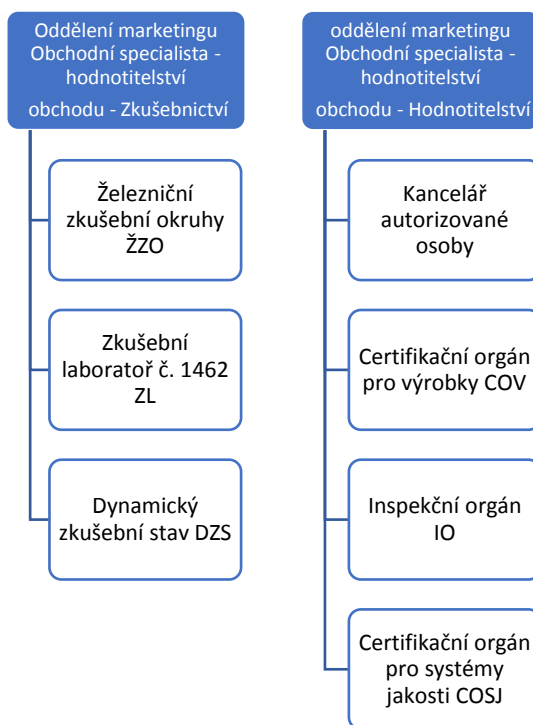 Oddělení marketingu
Obchodní specialista -
hodnotitelství
obchodu - Zkušebnictví
Železniční
zkušební okruhy
ŽZO
Zkušební
laboratoř č. 1462
ZL
Dynamický
zkušební stav DZS
oddělení marketingu
Obchodní specialista -
hodnotitelství
obchodu - Hodnotitelství
Kancelář
autorizované
osoby
Certifikační orgán
pro výrobky COV
Inspekční orgán
IO
Certifikační orgán
pro systémy
jakosti COSJ